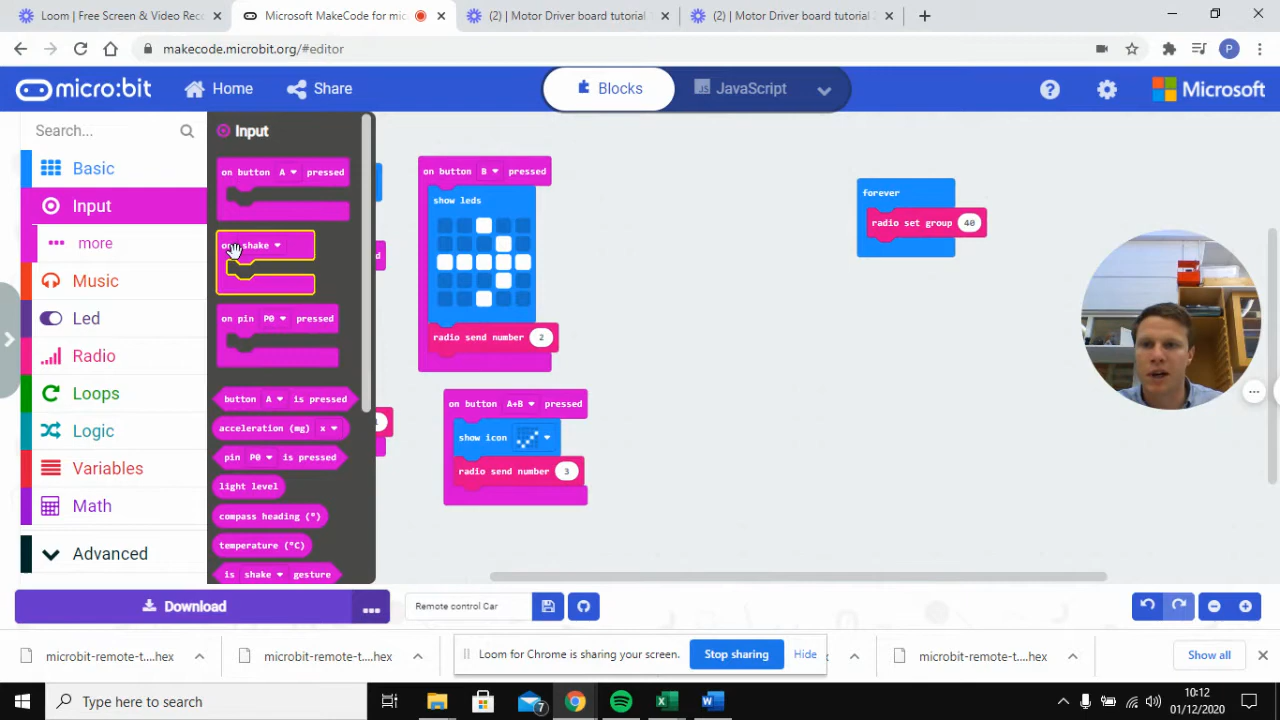 Loom | Free Screen & Video Reco
Microsoft MakeCode for mic
(2) | Motor Driver board tutorial
(2) | Motor Driver board tutorial 2
makecode.microbit.org/#editor
P
micro:bit
Home
Share
Blocks
JS JavaScript
?
Microsoft
Search...
Basic
Input
more
Music
Led
Radio
Loops
Logic
Variables
Math
Advanced
Input
on button A pressed
on shake
on pin P0 pressed
button A is pressed
acceleration (mg) x
pin P0 is pressed
light level
compass heading (°)
temperature (°C)
is shake gesture
on button B pressed
show leds
radio send number 2
on button A+B pressed
show icon
radio send number 3
forever
radio set group 40
Download
Remote control Car
microbit-remote-t....hex
microbit-remote-t....hex
Loom for Chrome is sharing your screen.
Stop sharing
Hide
microbit-remote-t....hex
Show all
Type here to search
7
10:12
01/12/2020